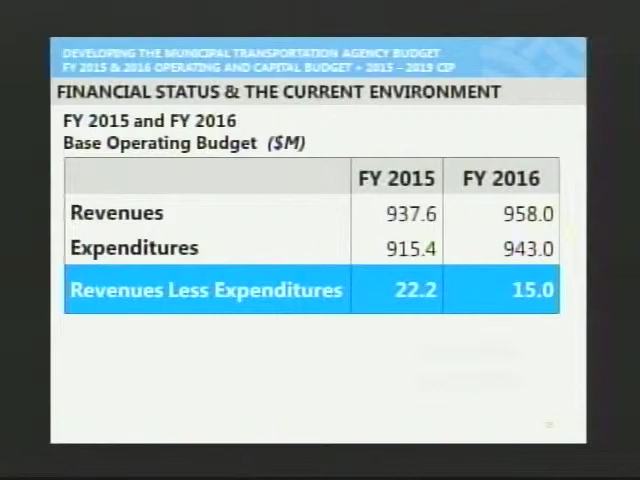 DEVELOPING THE MUNICIPAL TRANSPORTATION AGENCY BUDGET
FY 2015 & 2016 OPERATING AND CAPITAL BUDGET + 2015 – 2019 CIP
FINANCIAL STATUS & THE CURRENT ENVIRONMENT
FY 2015 and FY 2016
Base Operating Budget ($M)
FY 2015 FY 2016
Revenues 937.6 958.0
Expenditures 915.4 943.0
Revenues Less Expenditures 22.2 15.0